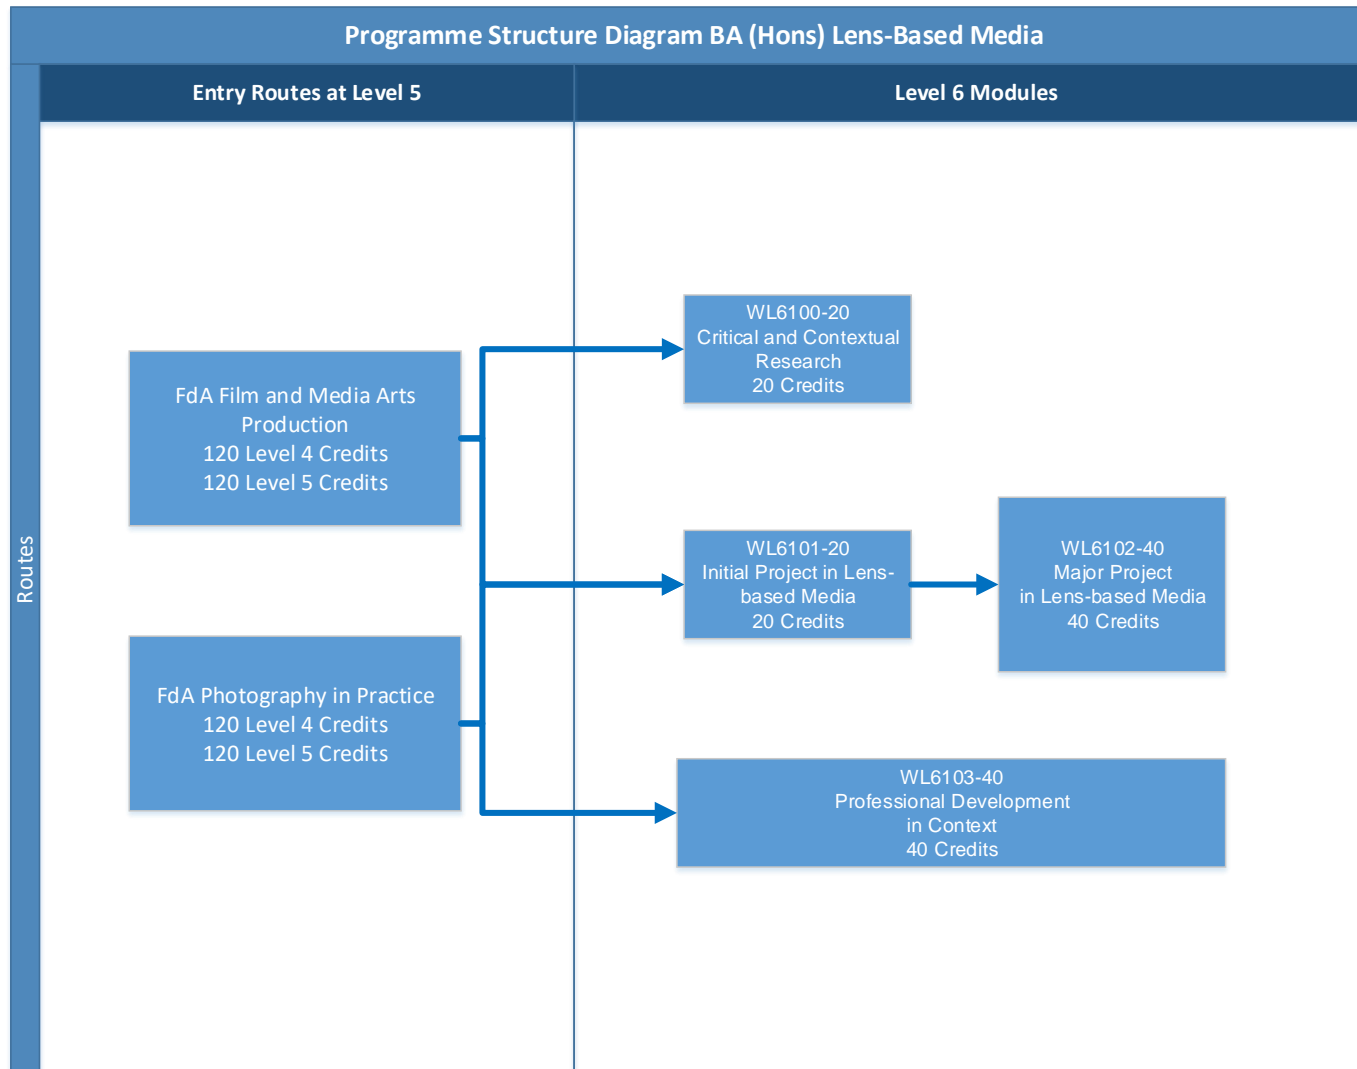 Programme Structure Diagram BA (Hons) Lens-Based Media
Entry Routes at Level 5
Level 6 Modules
Routes
FdA Film and Media Arts
Production
120 Level 4 Credits
120 Level 5 Credits
FdA Photography in Practice
120 Level 4 Credits
120 Level 5 Credits
WL6100-20
Critical and Contextual
Research
20 Credits
WL6101-20
Initial Project in Lens-
based Media
20 Credits
WL6102-40
Major Project
in Lens-based Media
40 Credits
WL6103-40
Professional Development
in Context
40 Credits